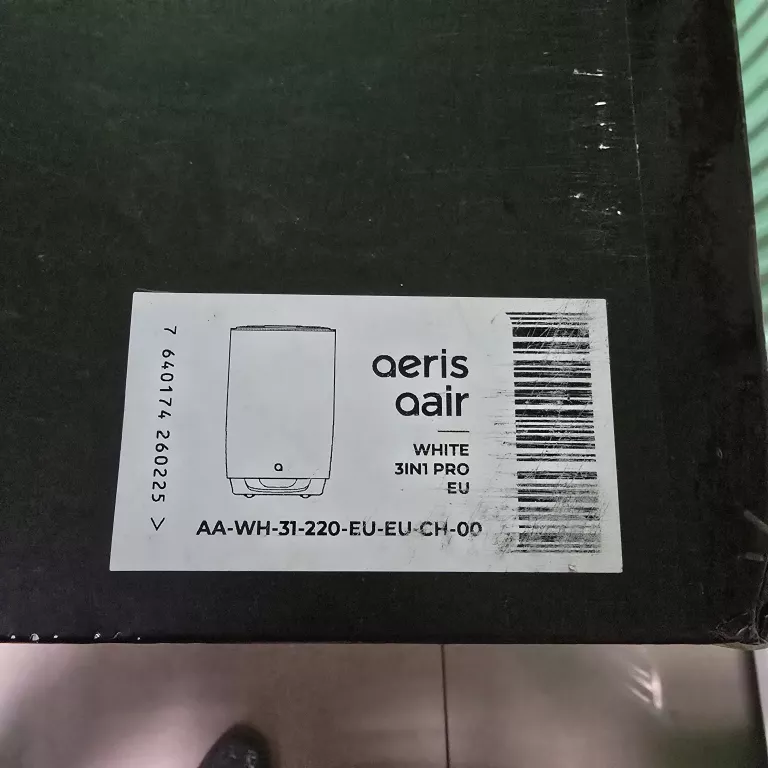 7 640174 260225 >
aeris
aair
WHITE
3IN1 PRO
EU
AA-WH-31-220-EU-EU-CH-00